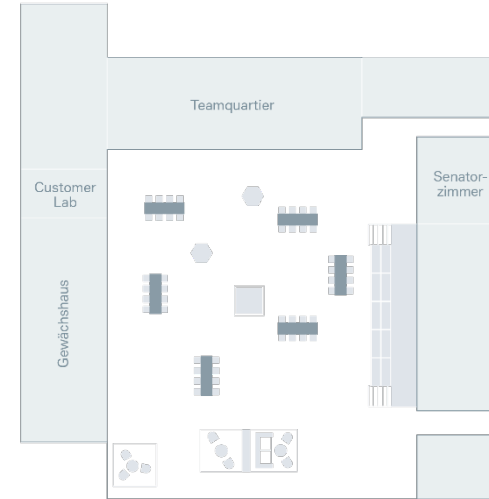 Teamquartier
Customer
Lab
Senator-
zimmer
Gewächshaus